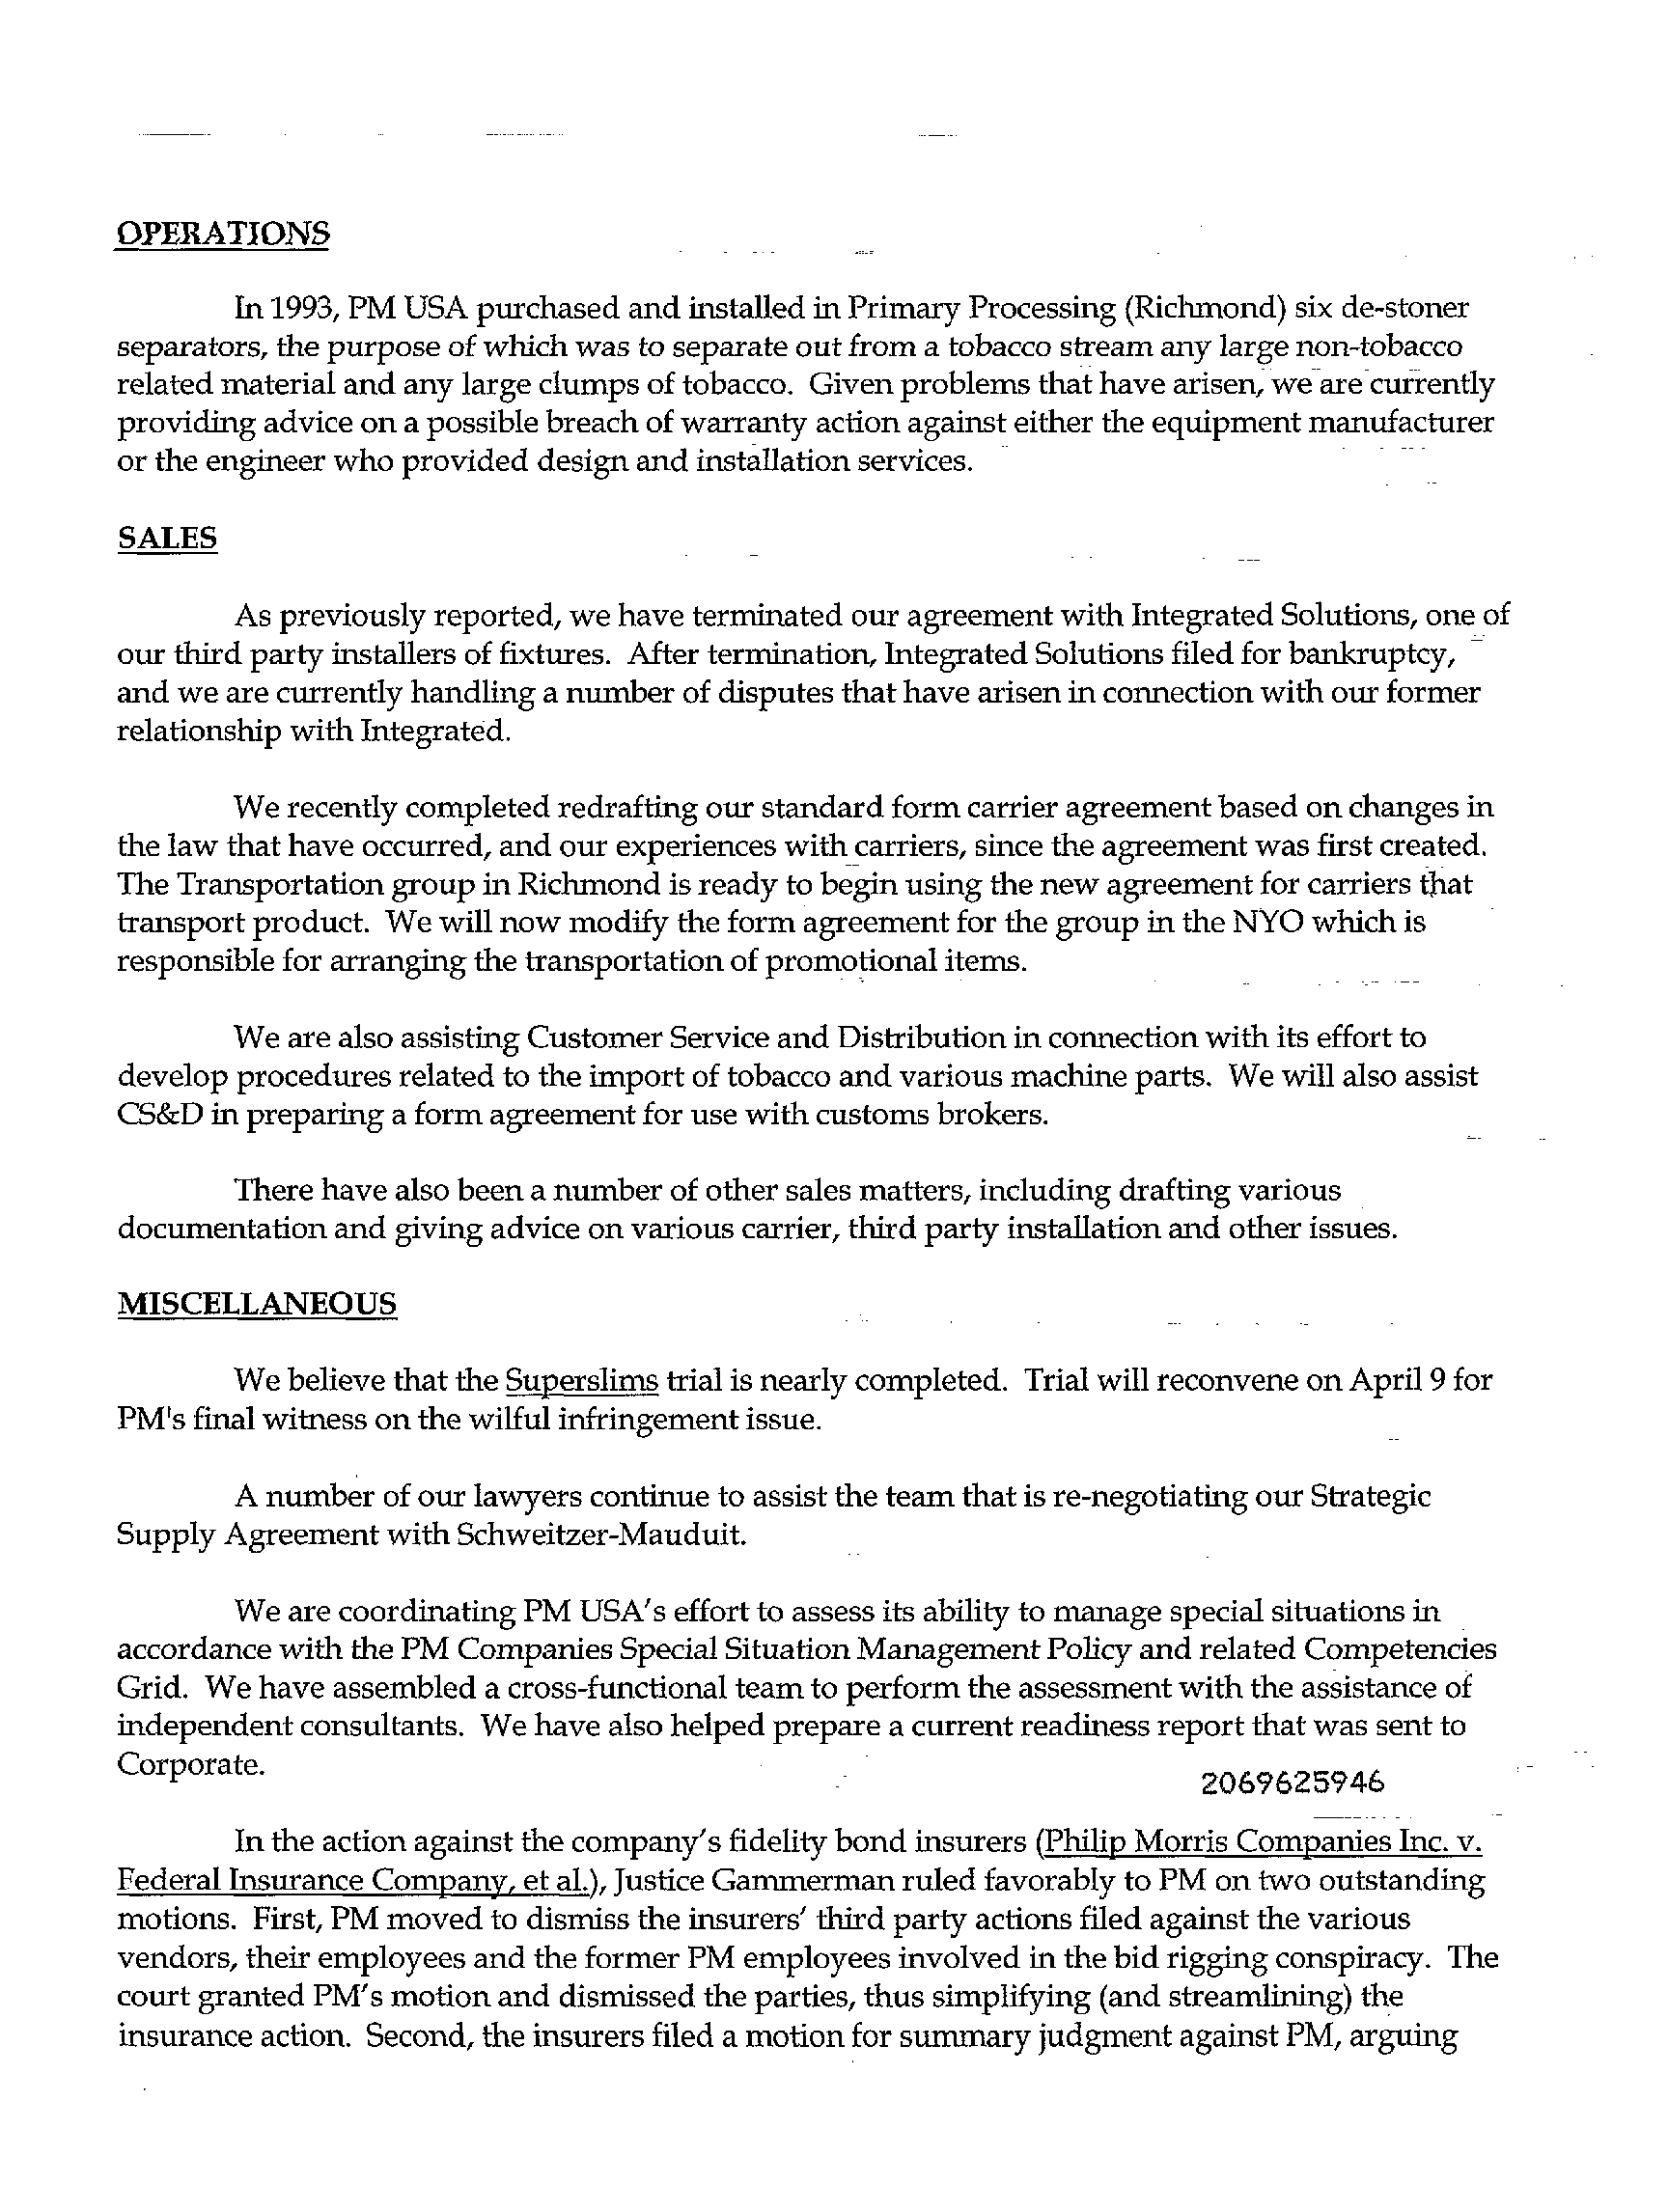 OPERATIONS
In 1993, PM USA purchased and installed in Primary Processing (Richmond) six de-stoner
separators, the purpose of which was to separate out from a tobacco stream any large non-tobacco
related material and any large clumps of tobacco. Given problems that have arisen, we are currently
providing advice on a possible breach of warranty action against either the equipment manufacturer
or the engineer who provided design and installation services.
SALES
As previously reported, we have terminated our agreement with Integrated Solutions, one of
our third party installers of fixtures. After termination, Integrated Solutions filed for bankruptcy,
and we are currently handling a number of disputes that have arisen in connection with our former
relationship with Integrated.
We recently completed redrafting our standard form carrier agreement based on changes in
the law that have occurred, and our experiences with carriers, since the agreement was first created.
The Transportation group in Richmond is ready to begin using the new agreement for carriers that
transport product. We will now modify the form agreement for the group in the NYO which is
responsible for arranging the transportation of promotional items.
We are also assisting Customer Service and Distribution in connection with its effort to
develop procedures related to the import of tobacco and various machine parts. We will also assist
CS&D in preparing a form agreement for use with customs brokers.
There have also been a number of other sales matters, including drafting various
documentation and giving advice on various carrier, third party installation and other issues.
MISCELLANEOUS
We believe that the Superslims trial is nearly completed. Trial will reconvene on April 9 for
PM's final witness on the wilful infringement issue.
A number of our lawyers continue to assist the team that is re-negotiating our Strategic
Supply Agreement with Schweitzer-Mauduit.
We are coordinating PM USA's effort to assess its ability to manage special situations in
accordance with the PM Companies Special Situation Management Policy and related Competencies
Grid. We have assembled a cross-functional team to perform the assessment with the assistance of
independent consultants. We have also helped prepare a current readiness report that was sent to
Corporate.
2069625946
In the action against the company's fidelity bond insurers (Philip Morris Companies Inc. v.
Federal Insurance Company, et al.), Justice Gammerman ruled favorably to PM on two outstanding
motions. First, PM moved to dismiss the insurers' third party actions filed against the various
vendors, their employees and the former PM employees involved in the bid rigging conspiracy. The
court granted PM's motion and dismissed the parties, thus simplifying (and streamlining) the
insurance action. Second, the insurers filed a motion for summary judgment against PM, arguing